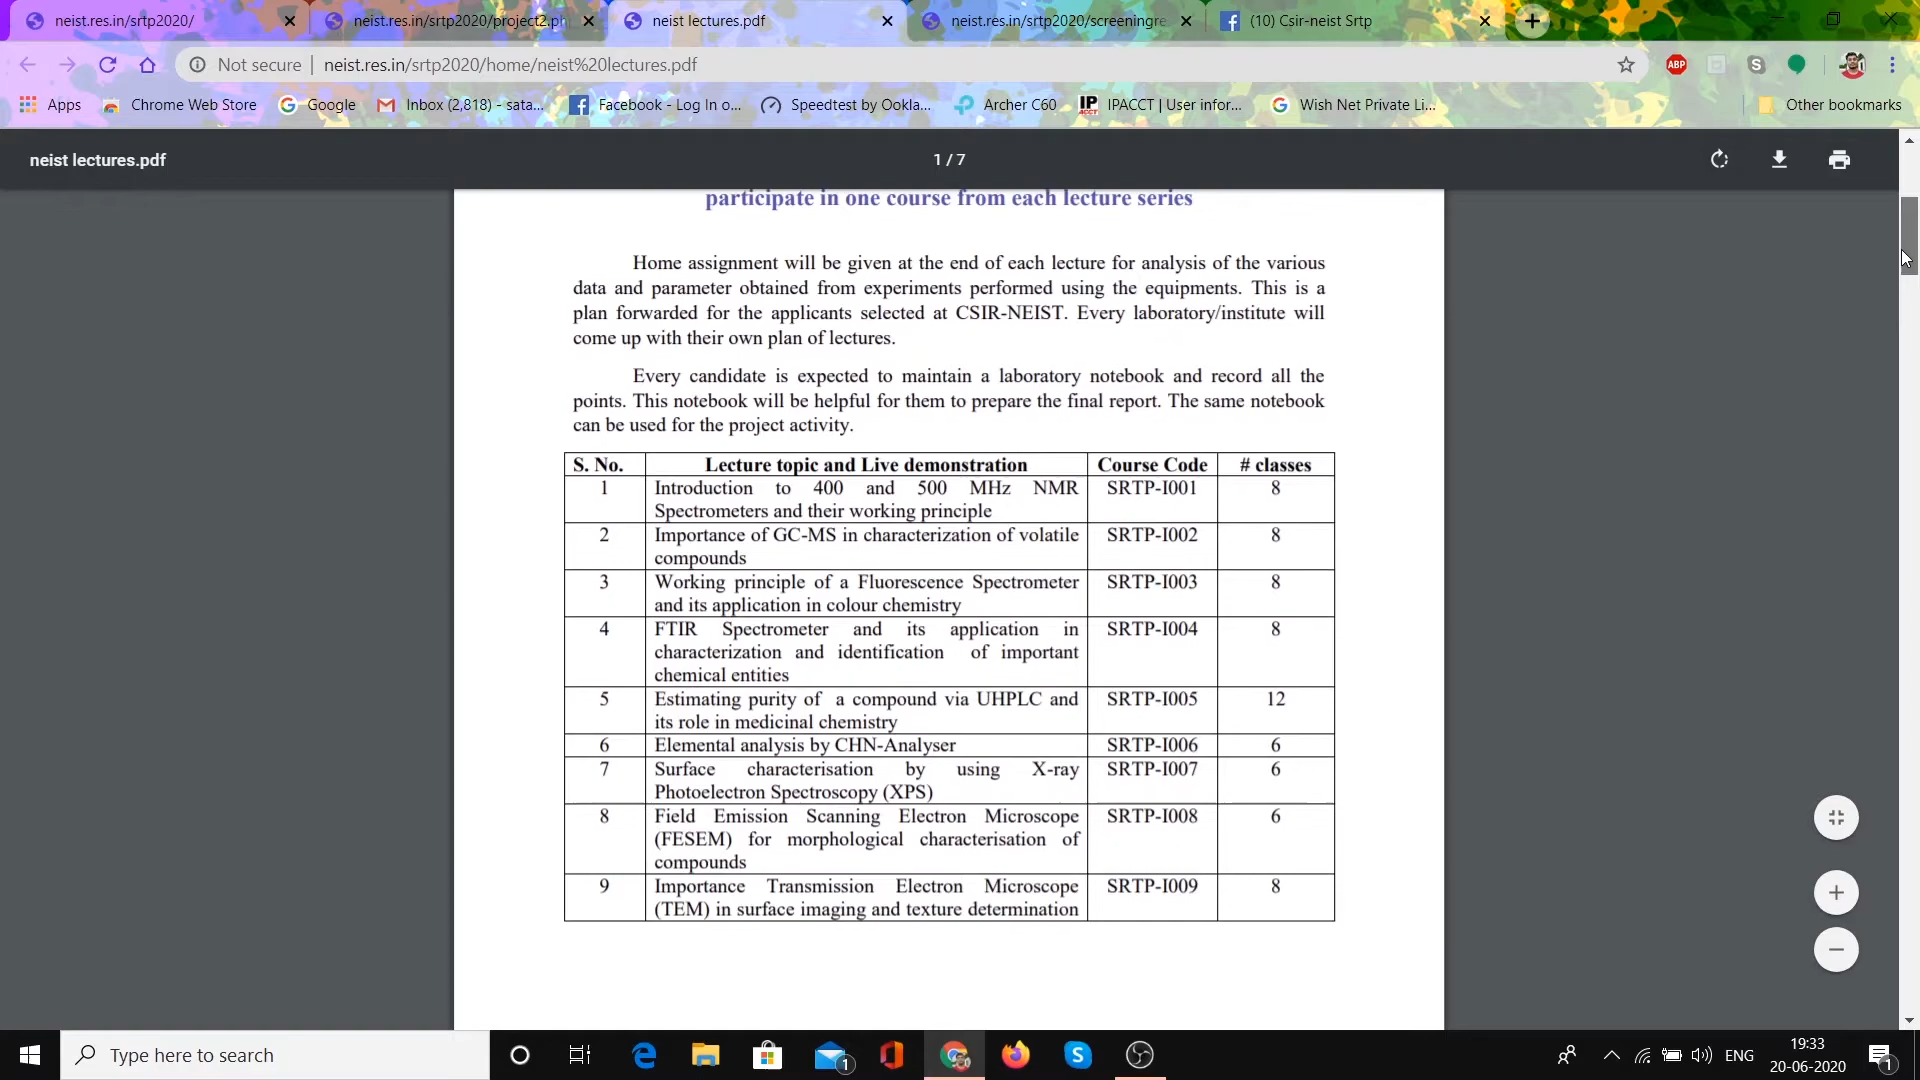 neist.res.in/srtp2020/
neist.res.in/srtp2020/project2.ph
neist lectures.pdf
neist.res.in/srtp2020/screeningre
(10) Csir-neist Srtp
Not secure | neist.res.in/srtp2020/home/neist%20lectures.pdf
ABP
S
Apps
Chrome Web Store
Google
Inbox (2,818) - sata...
Facebook - Log In o...
Speedtest by Ookla...
Archer C60
IPACCT | User infor...
Wish Net Private Li...
Other bookmarks
neist lectures.pdf
1 / 7
participate in one course from each lecture series
Home assignment will be given at the end of each lecture for analysis of the various
data and parameter obtained from experiments performed using the equipments. This is a
plan forwarded for the applicants selected at CSIR-NEIST. Every laboratory/institute will
come up with their own plan of lectures.
Every candidate is expected to maintain a laboratory notebook and record all the
points. This notebook will be helpful for them to prepare the final report. The same notebook
can be used for the project activity.
S. No. Lecture topic and Live demonstration Course Code # classes
1 Introduction to 400 and 500 MHz NMR SRTP-I001 8
Spectrometers and their working principle
2 Importance of GC-MS in characterization of volatile SRTP-I002 8
compounds
3 Working principle of a Fluorescence Spectrometer SRTP-I003 8
and its application in colour chemistry
4 FTIR Spectrometer and its application in SRTP-I004 8
characterization and identification of important
chemical entities
5 Estimating purity of a compound via UHPLC and SRTP-I005 12
its role in medicinal chemistry
6 Elemental analysis by CHN-Analyser SRTP-I006 6
7 Surface characterisation by using X-ray SRTP-I007 6
Photoelectron Spectroscopy (XPS)
8 Field Emission Scanning Electron Microscope SRTP-I008 6
(FESEM) for morphological characterisation of
compounds
9 Importance Transmission Electron Microscope SRTP-I009 8
(TEM) in surface imaging and texture determination
Type here to search
1
ENG
19:33
20-06-2020
1